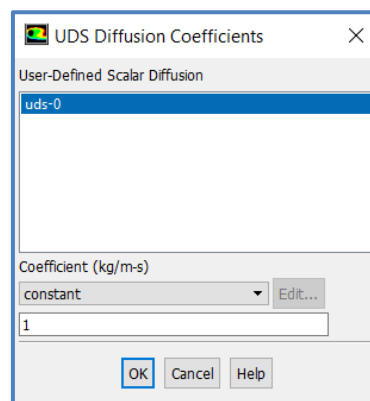 UDS Diffusion Coefficients
User-Defined Scalar Diffusion
uds-0
Coefficient (kg/m-s)
constant Edit...
1
OK Cancel Help